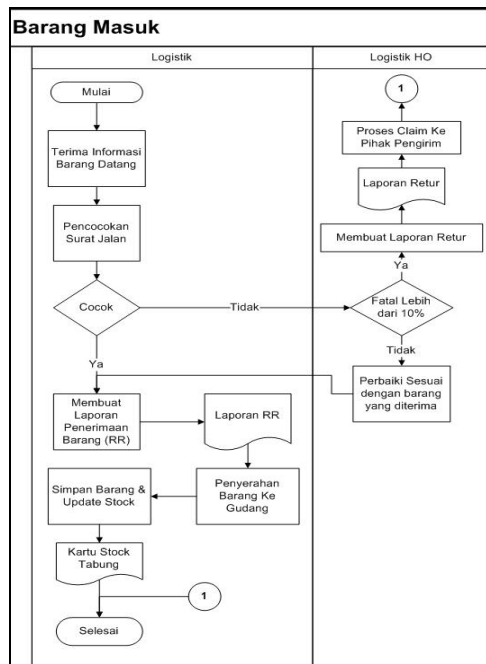 Barang Masuk
Logistik
Logistik HO
Mulai
Terima Informasi
Barang Datang
Pencocokan
Surat Jalan
Cocok
Tidak
Ya
Membuat
Laporan
Penerimaan
Barang (RR)
Laporan RR
Penyerahan
Barang Ke
Gudang
Simpan Barang &
Update Stock
Kartu Stock
Tabung
1
Selesai
1
Proses Claim Ke
Pihak Pengirim
Laporan Retur
Membuat Laporan Retur
Ya
Fatal Lebih
dari 10%
Tidak
Perbaiki Sesuai
dengan barang
yang diterima